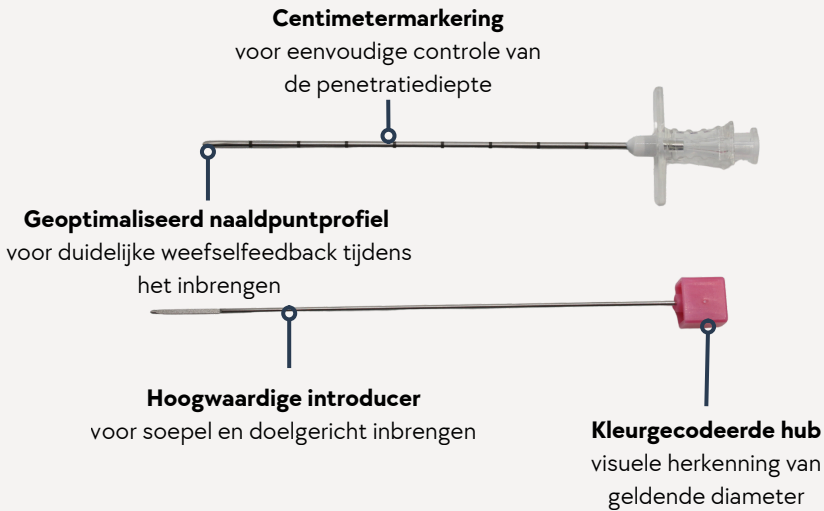 Centimetermarkering
voor eenvoudige controle van
de penetratiediepte
Geoptimaliseerd naaldpuntprofiel
voor duidelijke weefselfeedback tijdens
het inbrengen
Hoogwaardige introducer
voor soepel en doelgericht inbrengen
Kleurgecodeerde hub
visuele herkenning van
geldende diameter